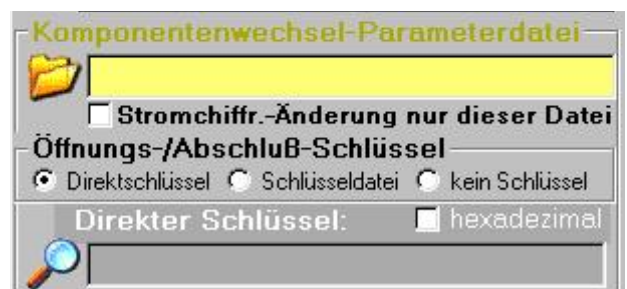 Komponentenwechsel-Parameterdatei
Stromchiffr.-Änderung nur dieser Datei
Öffnungs-/Abschluß-Schlüssel
Direktschlüssel Schlüsseldatei kein Schlüssel
Direkter Schlüssel: hexadezimal